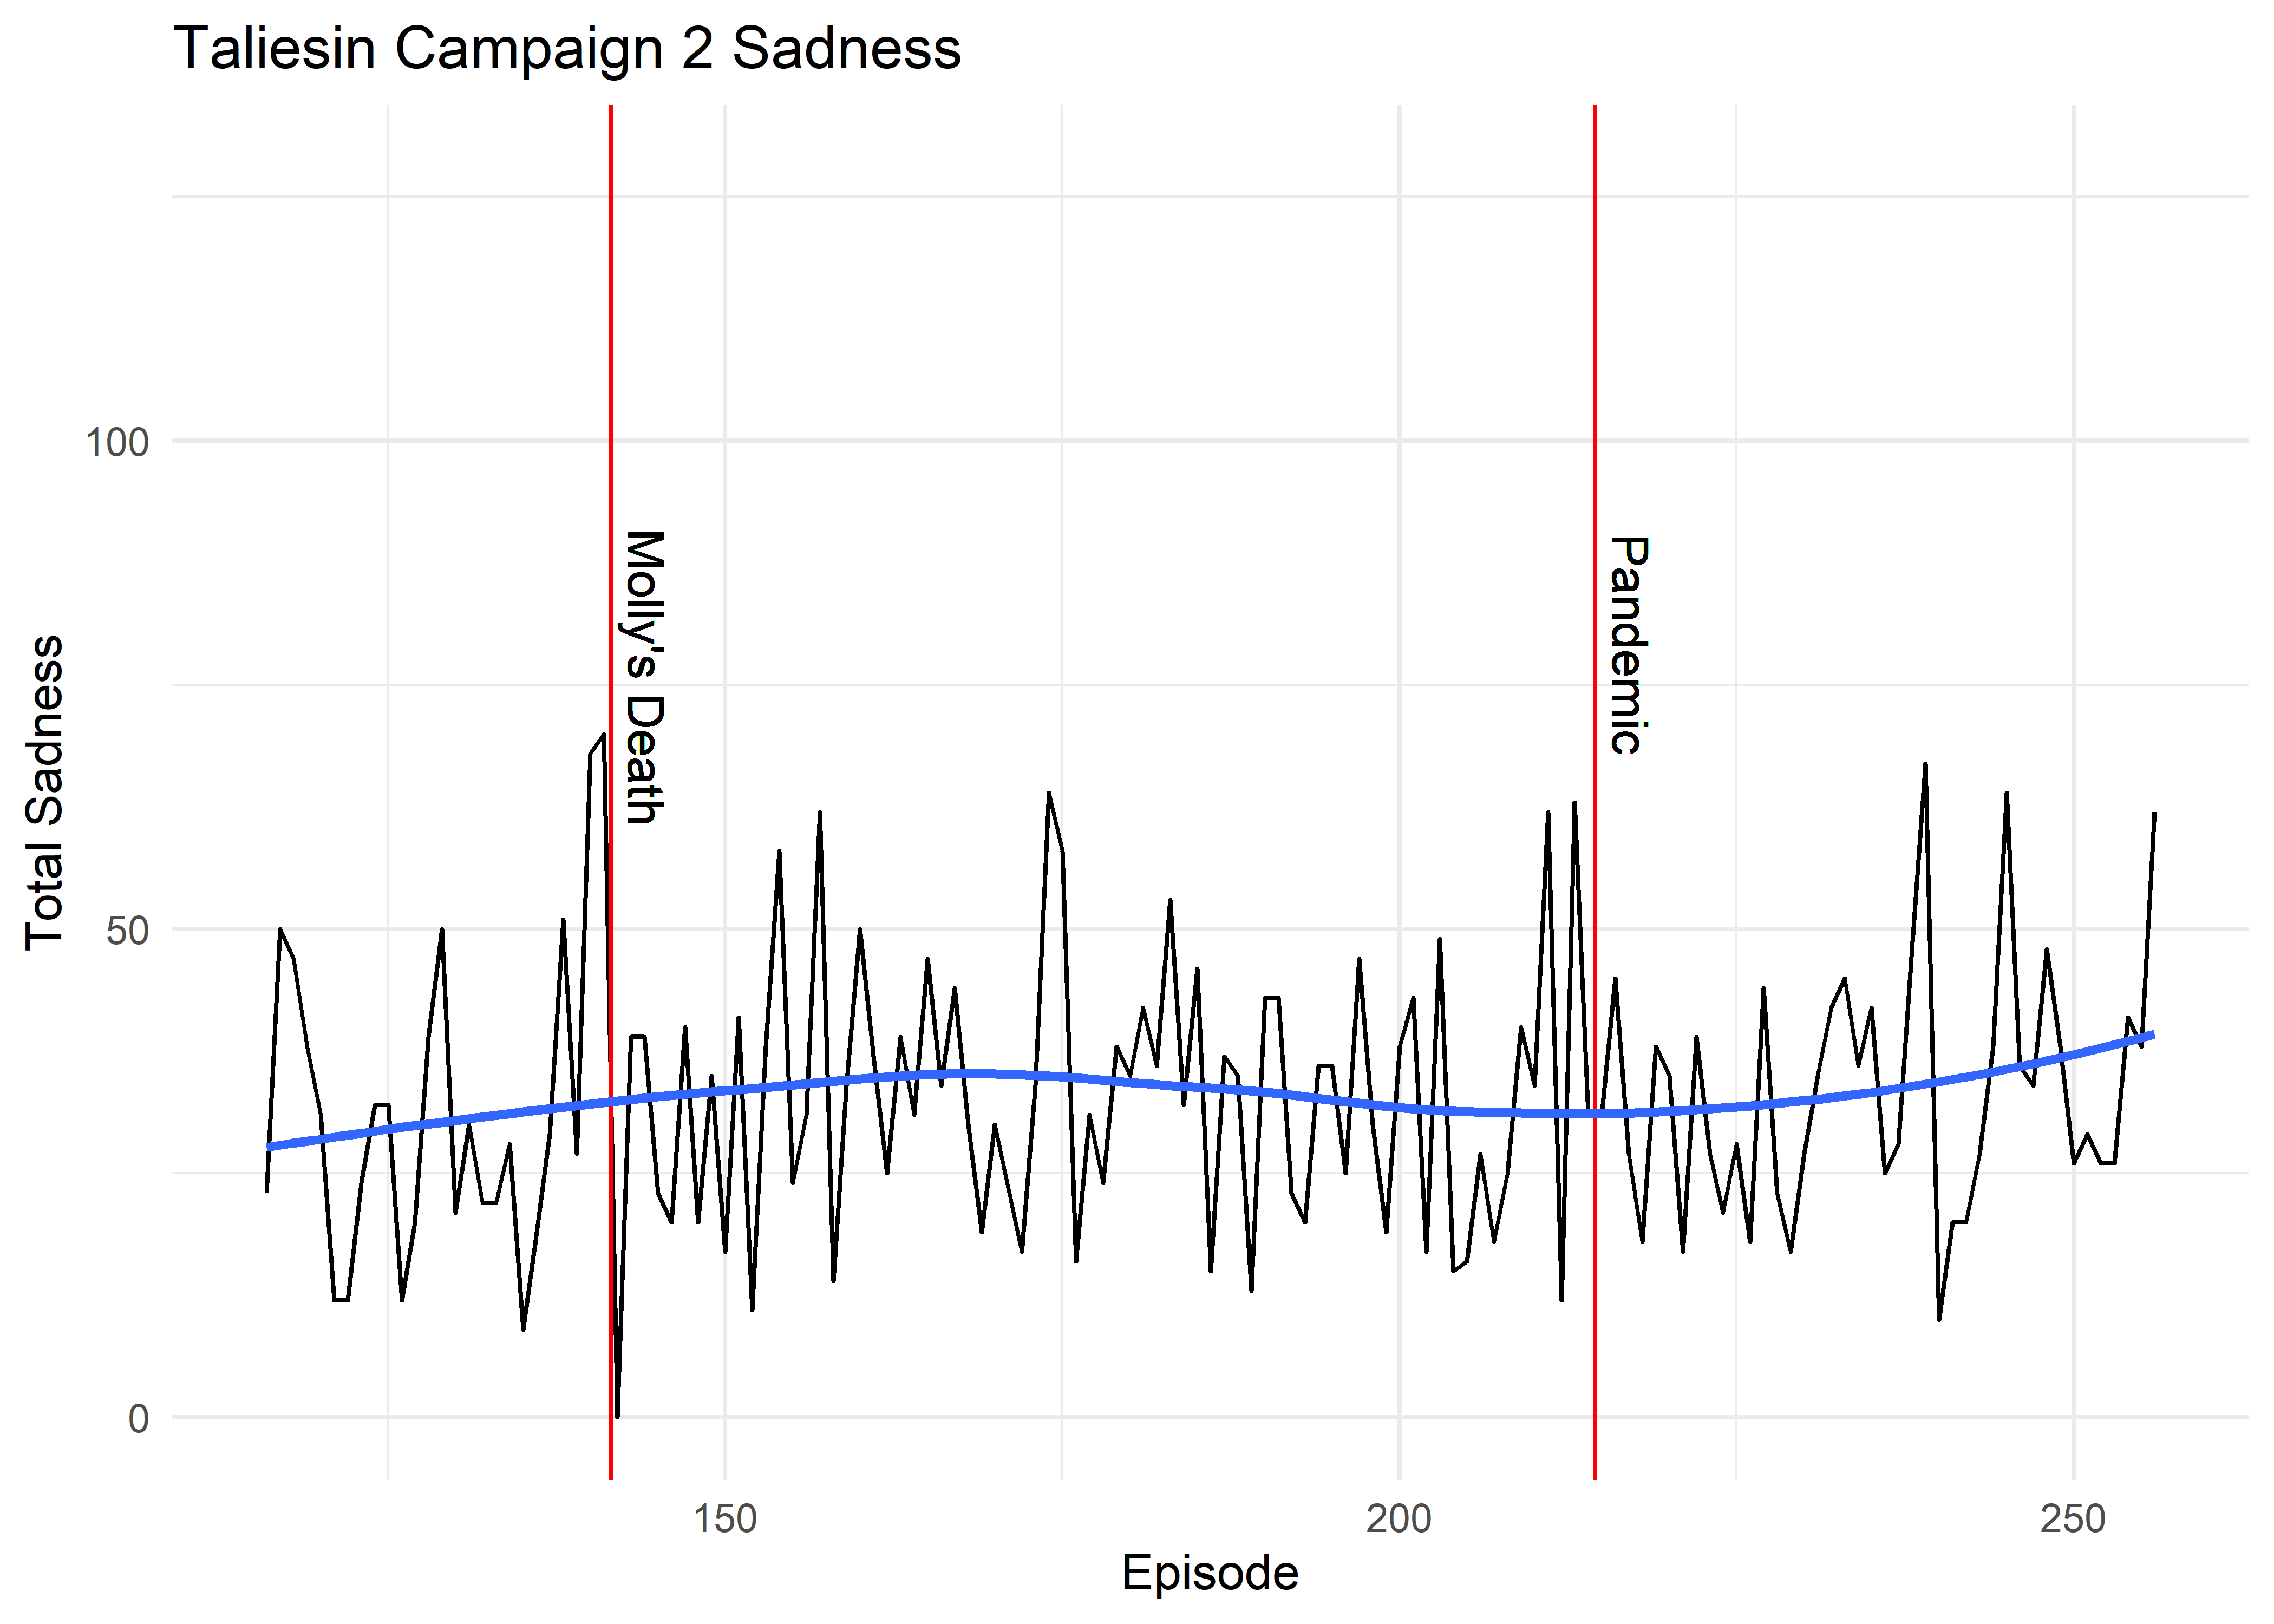 Taliesin Campaign 2 Sadness
Total Sadness
100
50
0
Molly's Death
Pandemic
150
200
250
Episode